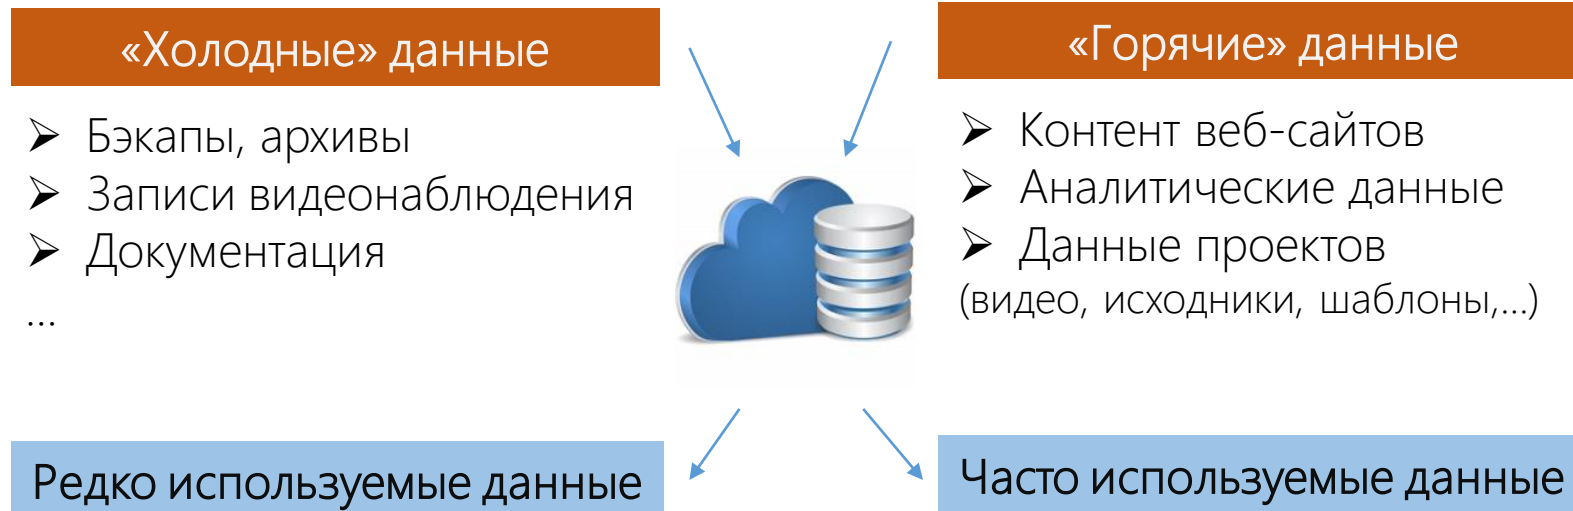 «Холодные» данные
➢ Бэкапы, архивы
➢ Записи видеонаблюдения
➢ Документация
...
Редко используемые данные
«Горячие» данные
➢ Контент веб-сайтов
➢ Аналитические данные
➢ Данные проектов
(видео, исходники, шаблоны,...)
Часто используемые данные